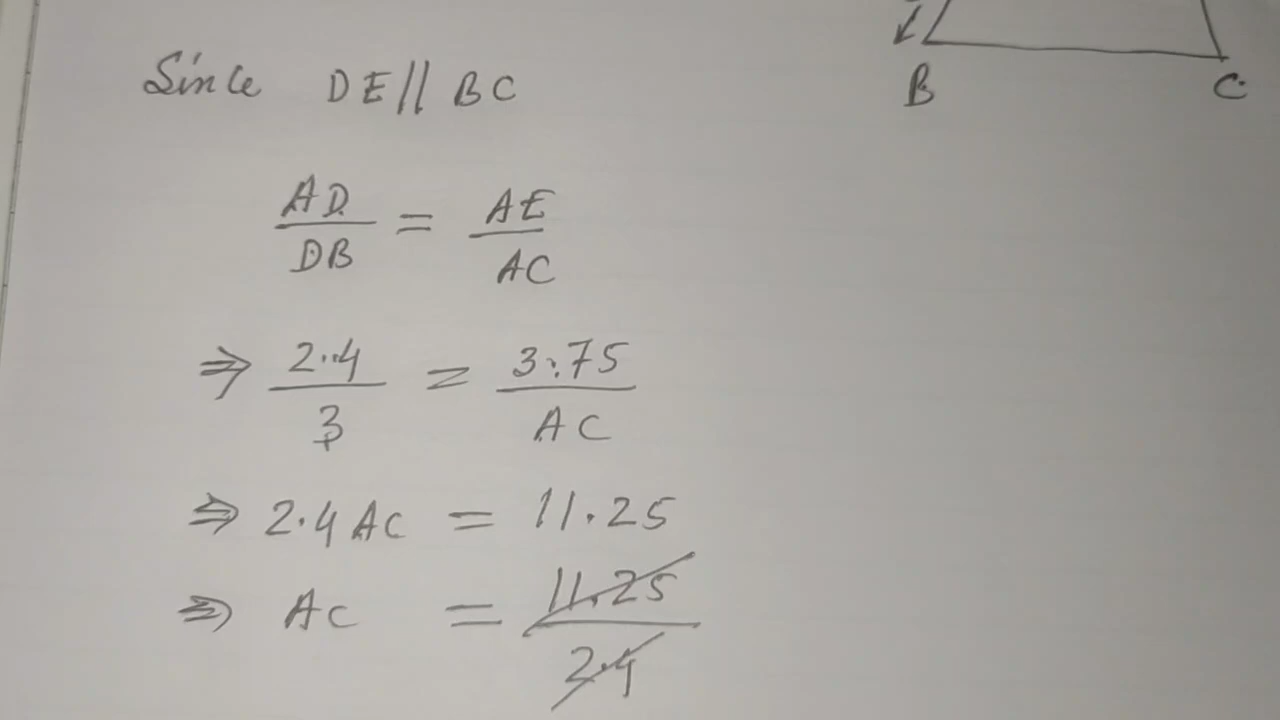 B C
Since DE // BC
AD/DB = AE/AC
⇒ 2.4/3 = 3.75/AC
⇒ 2.4 AC = 11.25
⇒ AC = 11.25/2.4